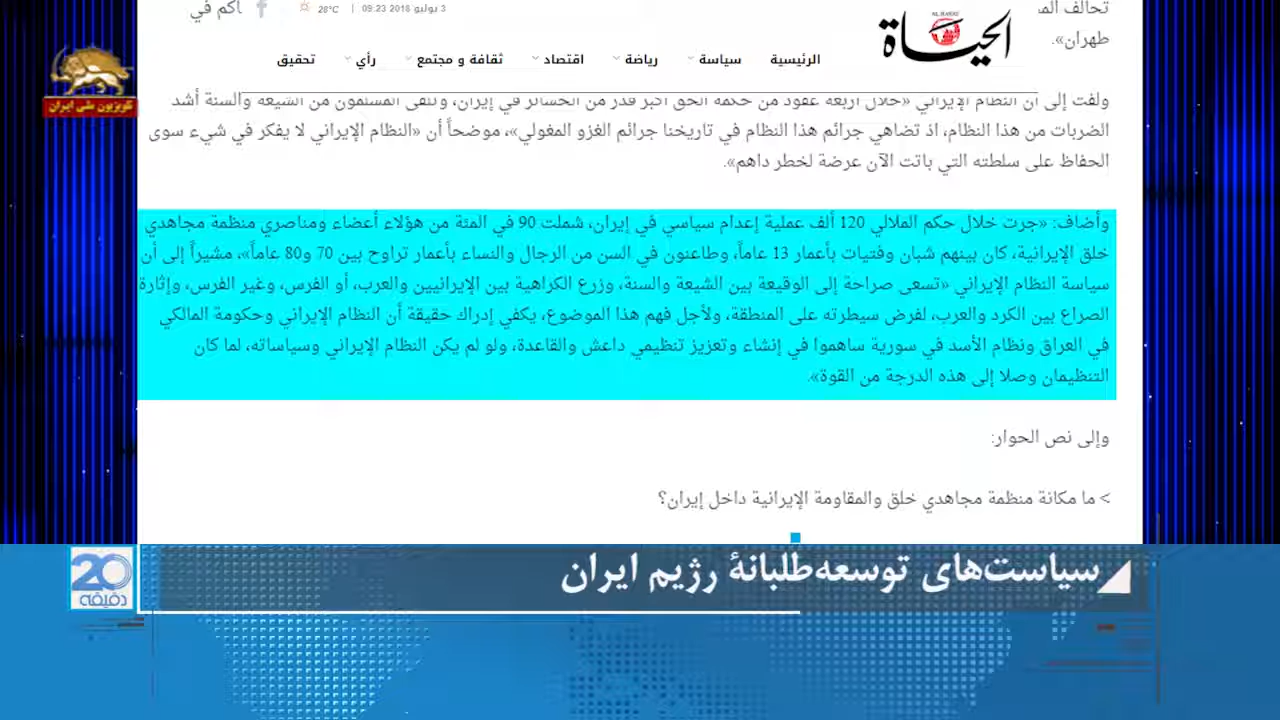 تحالف
طهران».
3 يوليو 2018 09:23 | 28°C
اكم في
AL HAYAT
الحياة
الرئيسية سياسة رياضة اقتصاد ثقافة و مجتمع رأي تحقيق
تلویزیون ملی ایران
ولفت إلى أن النظام الإيراني «خلال أربعة عقود من حكمه ألحق أكبر قدر من الخسائر في إيران، وتلقى المسلمون من الشيعة والسنة أشد
الضربات من هذا النظام، اذ تضاهي جرائم هذا النظام في تاريخنا جرائم الغزو المغولي»، موضحاً أن «النظام الإيراني لا يفكر في شيء سوى
الحفاظ على سلطته التي باتت الآن عرضة لخطر داهم».
وأضاف: «جرت خلال حكم الملالي 120 ألف عملية إعدام سياسي في إيران، شملت 90 في المئة من هؤلاء أعضاء ومناصري منظمة مجاهدي
خلق الإيرانية، كان بينهم شبان وفتيات بأعمار 13 عاماً، وطاعنون في السن من الرجال والنساء بأعمار تراوح بين 70 و80 عاماً»، مشيراً إلى أن
سياسة النظام الإيراني «تسعى صراحة إلى الوقيعة بين الشيعة والسنة، وزرع الكراهية بين الإيرانيين والعرب، أو الفرس، وغير الفرس، وإثارة
الصراع بين الكرد والعرب، لفرض سيطرته على المنطقة، ولأجل فهم هذا الموضوع، يكفي إدراك حقيقة أن النظام الإيراني وحكومة المالكي
في العراق ونظام الأسد في سورية ساهموا في إنشاء وتعزيز تنظيمي داعش والقاعدة، ولو لم يكن النظام الإيراني وسياساته، لما كان
التنظيمان وصلا إلى هذه الدرجة من القوة».
وإلى نص الحوار:
> ما مكانة منظمة مجاهدي خلق والمقاومة الإيرانية داخل إيران؟
سیاست‌های توسعه‌طلبانهٔ رژیم ایران
20
دقیقه